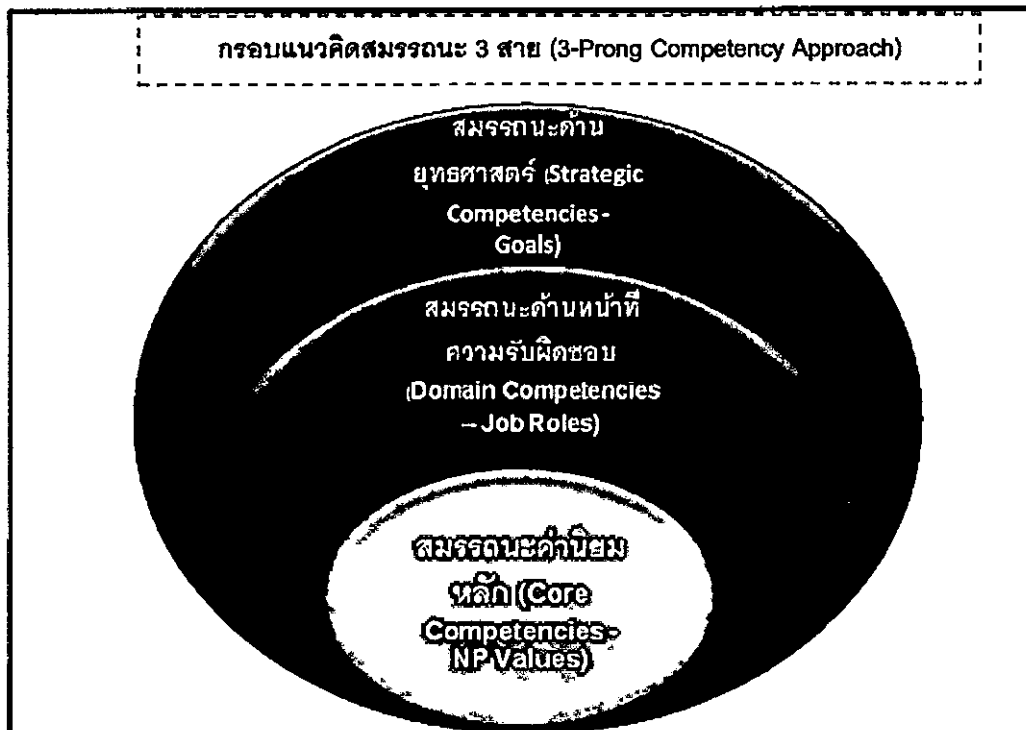 กรอบแนวคิดสมรรถนะ 3 สาย (3-Prong Competency Approach)
สมรรถนะด้าน
ยุทธศาสตร์ (Strategic
Competencies-
Goals)
สมรรถนะด้านหน้าที่
ความรับผิดชอบ
(Domain Competencies
– Job Roles)
สมรรถนะค่านิยม
หลัก (Core
Competencies-
NP Values)